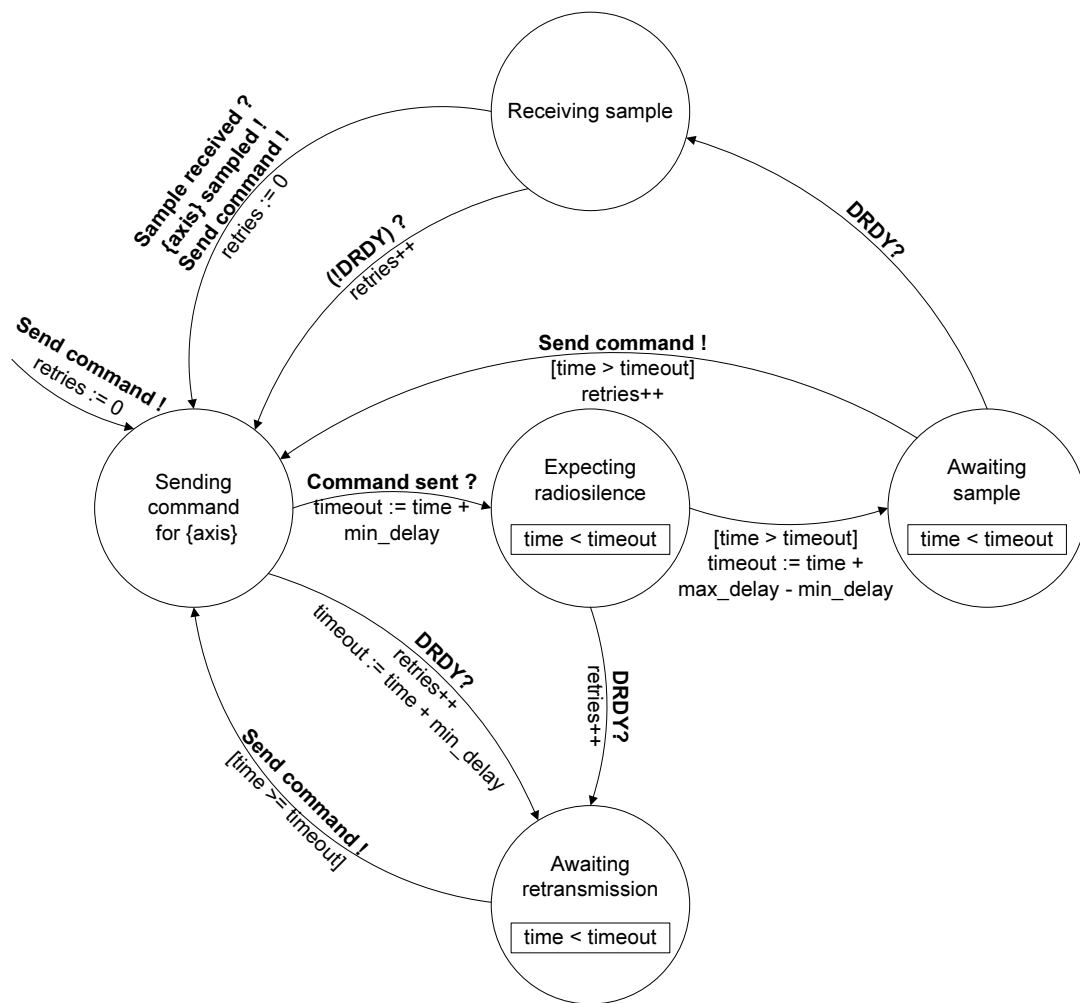 Receiving sample
Sample received ?
{axis} sampled !
Send command !
retries := 0
(!DRDY) ?
retries++
DRDY?
Send command !
retries := 0
Send command !
[time > timeout]
retries++
Sending
command
for {axis}
Command sent ?
timeout := time +
min_delay
Expecting
radiosilence
time < timeout
[time > timeout]
timeout := time +
max_delay - min_delay
Awaiting
sample
time < timeout
DRDY?
retries++
timeout := time + min_delay
DRDY?
retries++
Send command !
[time >= timeout]
Awaiting
retransmission
time < timeout